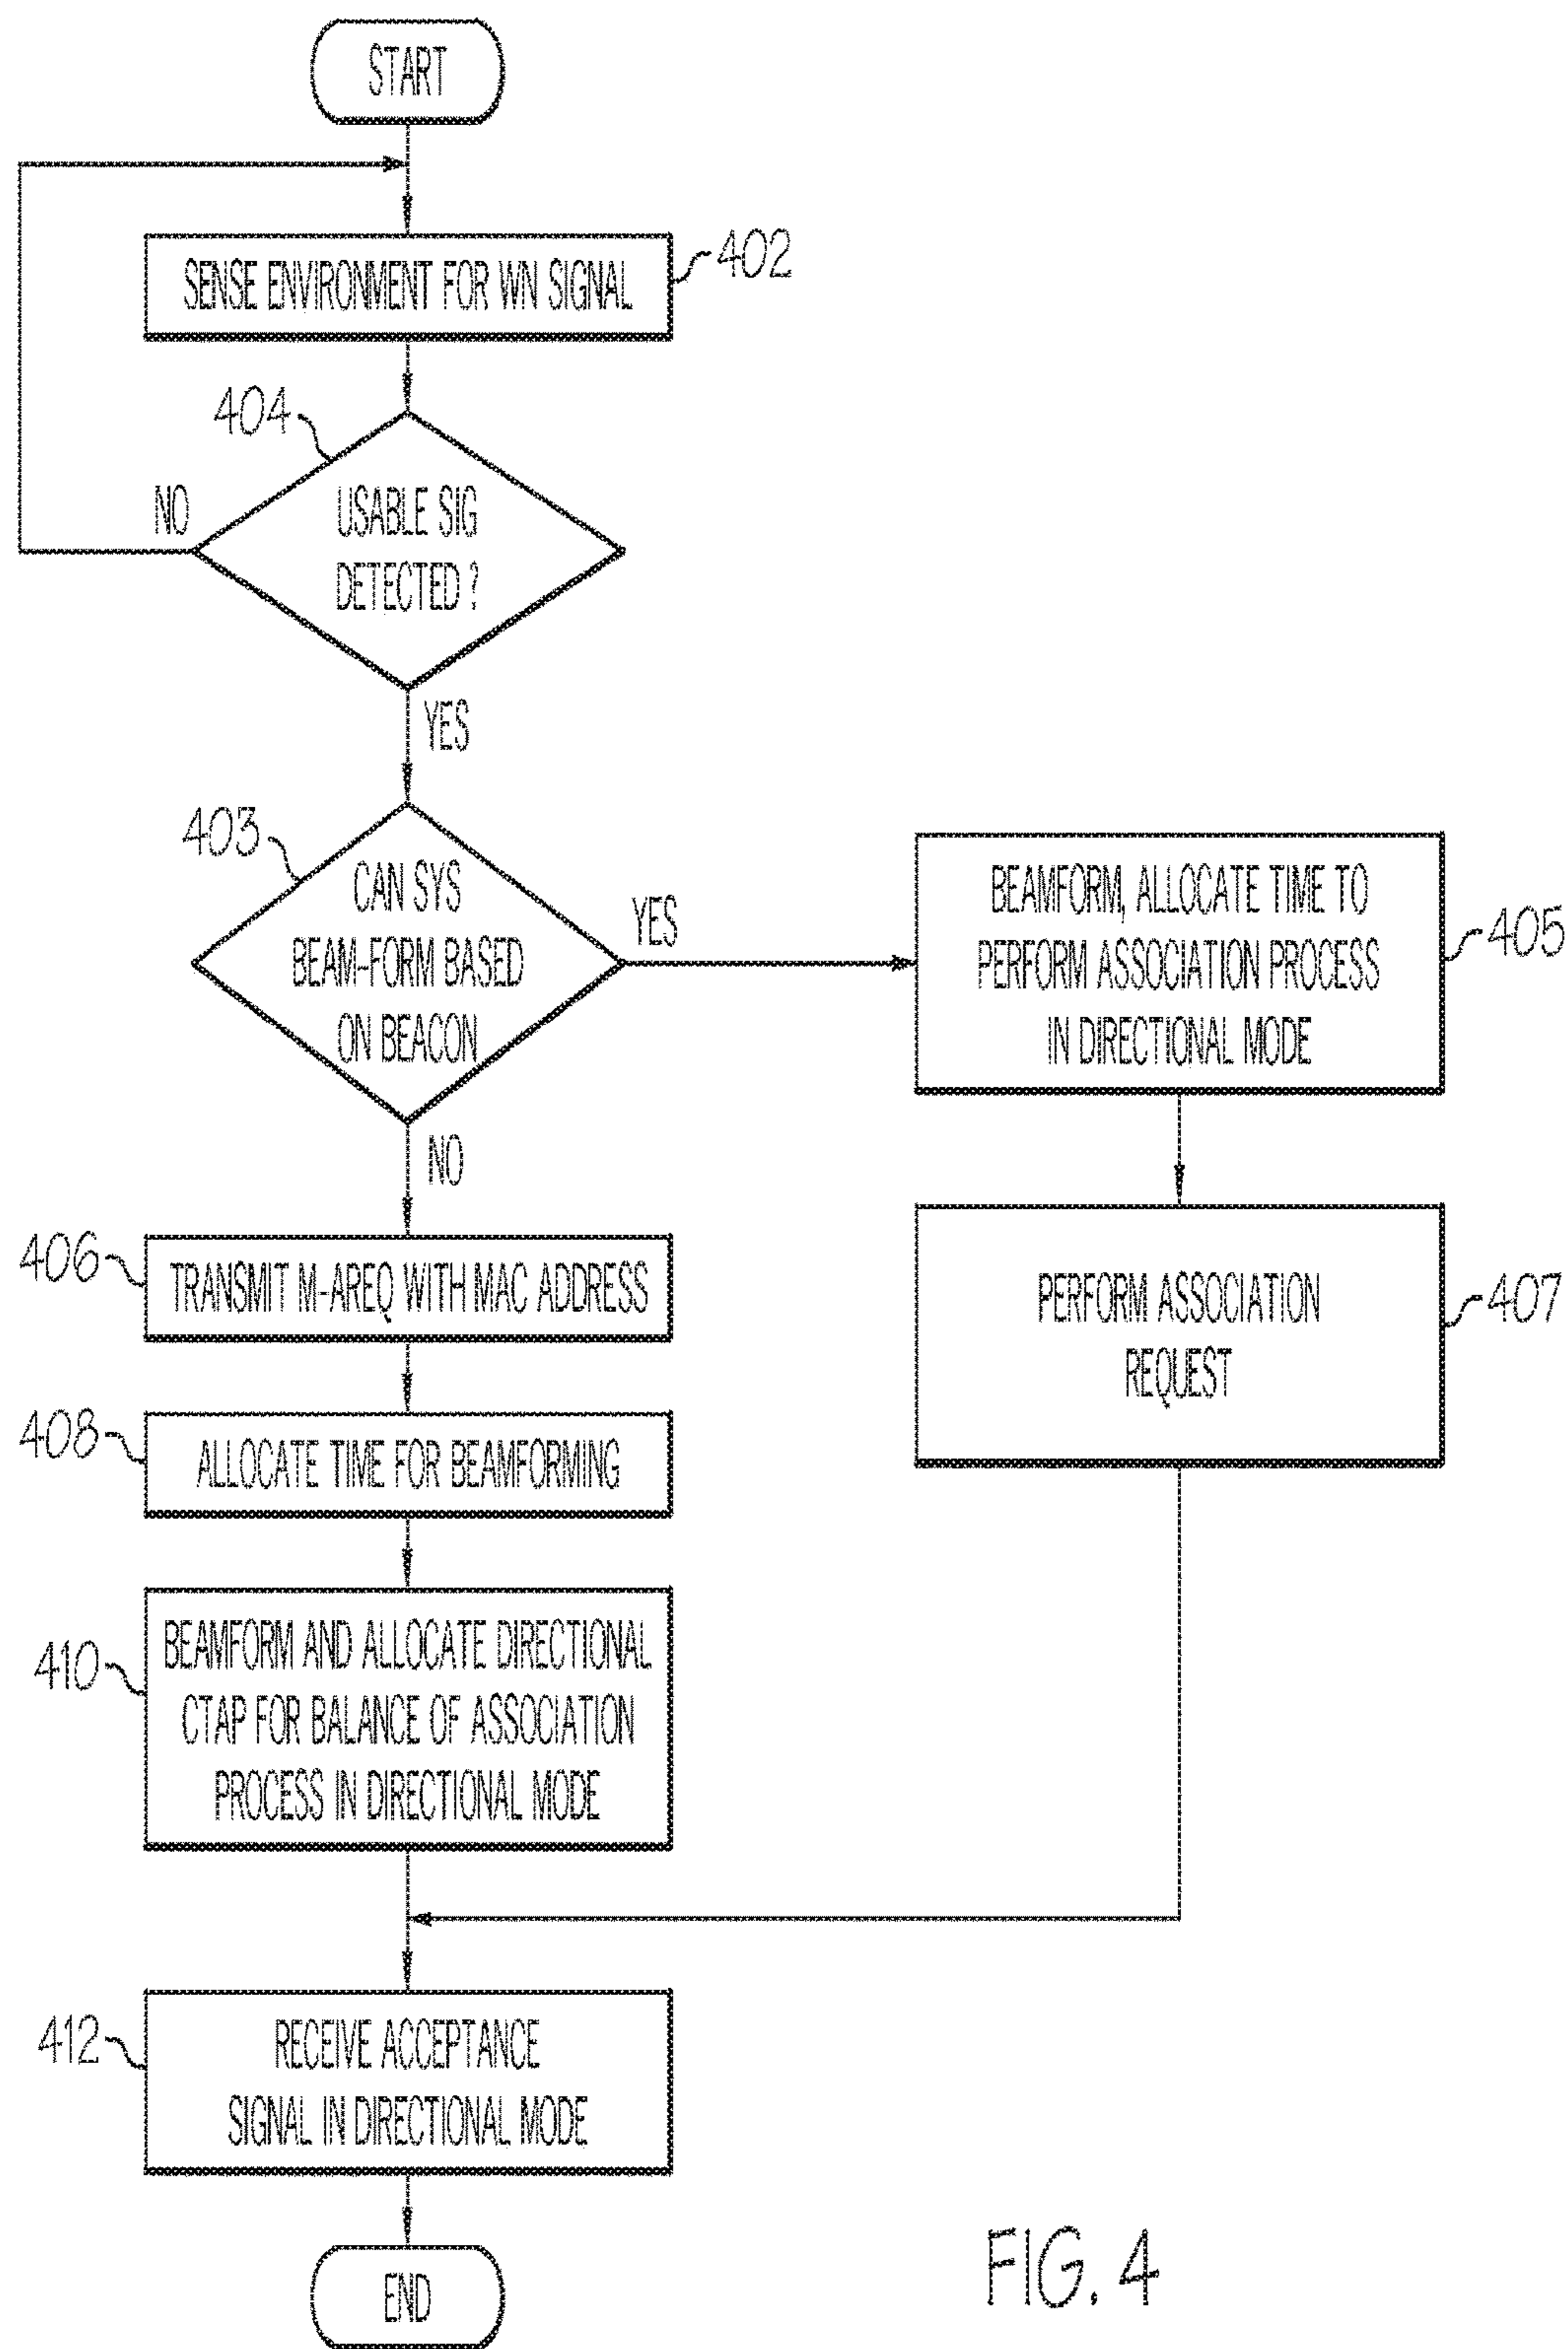 START
SENSE ENVIRONMENT FOR WN SIGNAL
402
404
NO
USABLE SIG
DETECTED?
YES
403
CAN SYS
BEAM-FORM BASED
ON BEACON
YES
NO
BEAMFORM, ALLOCATE TIME TO
PERFORM ASSOCIATION PROCESS
IN DIRECTIONAL MODE
405
406
TRANSMIT M-AREQ WITH MAC ADDRESS
PERFORM ASSOCIATION
REQUEST
407
408
ALLOCATE TIME FOR BEAMFORMING
410
BEAMFORM AND ALLOCATE DIRECTIONAL
CTAP FOR BALANCE OF ASSOCIATION
PROCESS IN DIRECTIONAL MODE
412
RECEIVE ACCEPTANCE
SIGNAL IN DIRECTIONAL MODE
END
FIG. 4